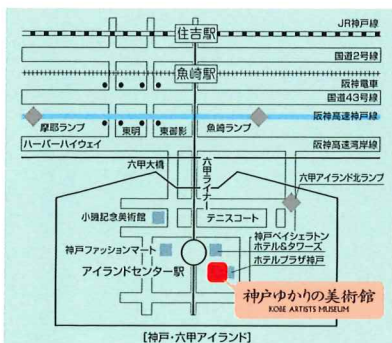 JR神戸線
住吉駅
国道2号線
魚崎駅
阪神電車
国道43号線
阪神高速神戸線
摩耶ランプ
東明
東御影
魚崎ランプ
ハーバーハイウェイ
阪神高速湾岸線
六甲大橋
六甲ライナー
六甲アイランド北ランプ
小磯記念美術館
テニスコート
神戸ファッションマート
神戸ベイシェラトン
ホテル&タワーズ
アイランドセンター駅
ホテルプラザ神戸
神戸ゆかりの美術館
KOBE ARTISTS MUSEUM
[神戸・六甲アイランド]